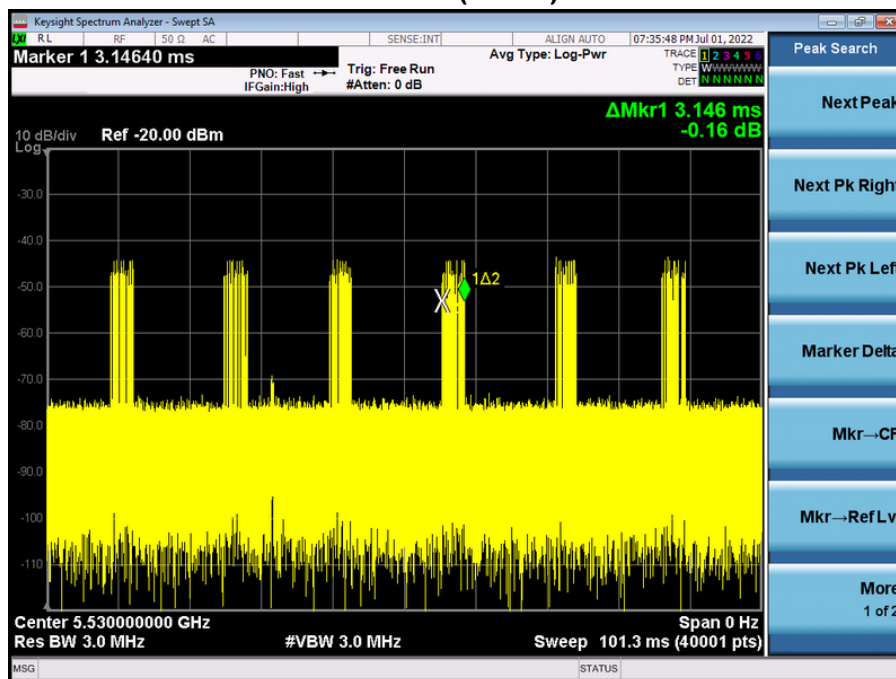 Keysight Spectrum Analyzer - Swept SA
LXI RL RF 50 Ω AC SENSE:INT ALIGN AUTO 07:35:48 PM Jul 01, 2022
Marker 1 3.14640 ms
PNO: Fast
IFGain:High
Trig: Free Run
#Atten: 0 dB
Avg Type: Log-Pwr
TRACE 1 2 3 4 5 6
TYPE WWWWWW
DET N N N N N N
Peak Search
ΔMkr1 3.146 ms
-0.16 dB
10 dB/div Ref -20.00 dBm
Log
-30.0
-40.0
-50.0
-60.0
-70.0
-80.0
-90.0
-100
-110
1Δ2
Center 5.530000000 GHz Span 0 Hz
Res BW 3.0 MHz #VBW 3.0 MHz Sweep 101.3 ms (40001 pts)
MSG STATUS
Next Peak
Next Pk Right
Next Pk Left
Marker Delta
Mkr→CF
Mkr→Ref Lv
More
1 of 2